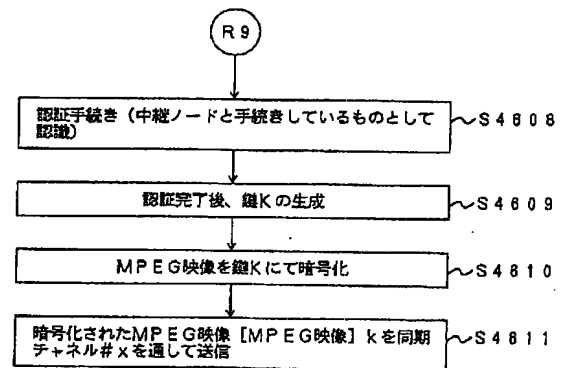 R9
認証手続き（中継ノードと手続きしているものとして
認識）
S4608
認証完了後、鍵Kの生成
S4609
MPEG映像を鍵Kにて暗号化
S4610
暗号化されたMPEG映像［MPEG映像］kを同期
チャネル#xを通して送信
S4611